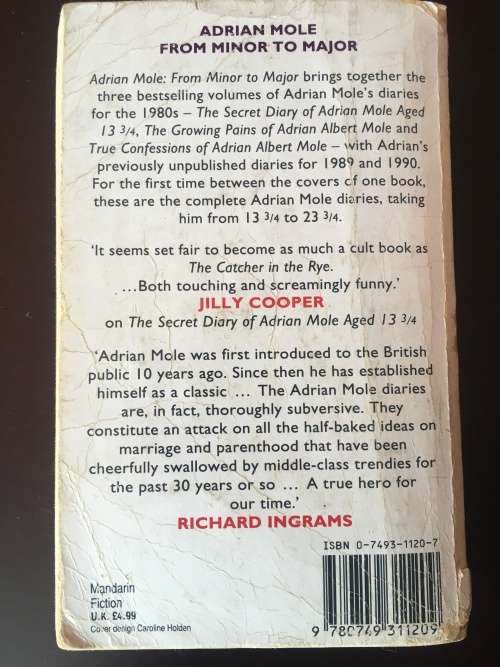 ADRIAN MOLE
FROM MINOR TO MAJOR
Adrian Mole: From Minor to Major brings together the
three bestselling volumes of Adrian Mole's diaries
for the 1980s – The Secret Diary of Adrian Mole Aged
13 3/4, The Growing Pains of Adrian Albert Mole and
True Confessions of Adrian Albert Mole – with Adrian's
previously unpublished diaries for 1989 and 1990.
For the first time between the covers of one book,
these are the complete Adrian Mole diaries, taking
him from 13 3/4 to 23 3/4.
'It seems set fair to become as much a cult book as
The Catcher in the Rye.
…Both touching and screamingly funny.'
JILLY COOPER
on The Secret Diary of Adrian Mole Aged 13 3/4
'Adrian Mole was first introduced to the British
public 10 years ago. Since then he has established
himself as a classic … The Adrian Mole diaries
are, in fact, thoroughly subversive. They
constitute an attack on all the half-baked ideas on
marriage and parenthood that have been
cheerfully swallowed by middle-class trendies for
the past 30 years or so … A true hero for
our time.'
RICHARD INGRAMS
ISBN 0-7493-1120-7
Mandarin
Fiction
U.K. £4.99
Cover design Caroline Holden
9 780749 311209